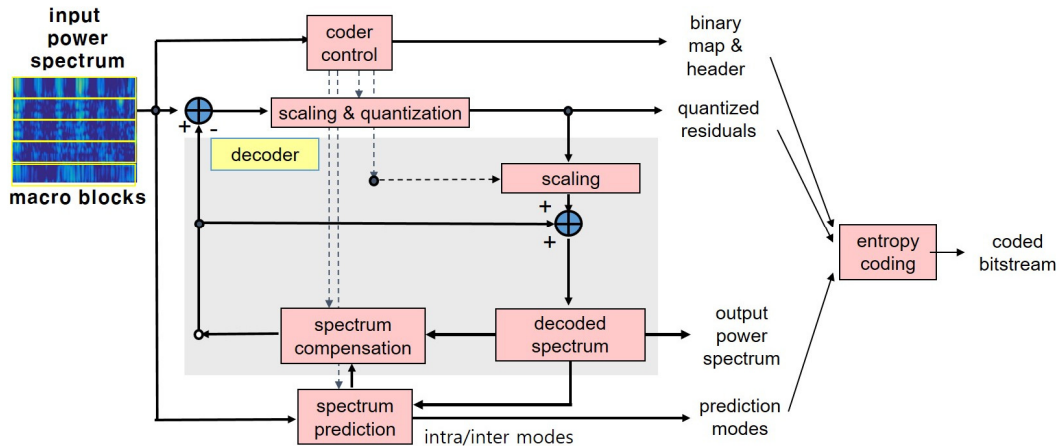 input
power
spectrum
macro blocks
coder
control
binary
map &
header
+
-
scaling & quantization
quantized
residuals
decoder
scaling
+
+
entropy
coding
coded
bitstream
spectrum
compensation
decoded
spectrum
output
power
spectrum
spectrum
prediction
intra/inter modes
prediction
modes